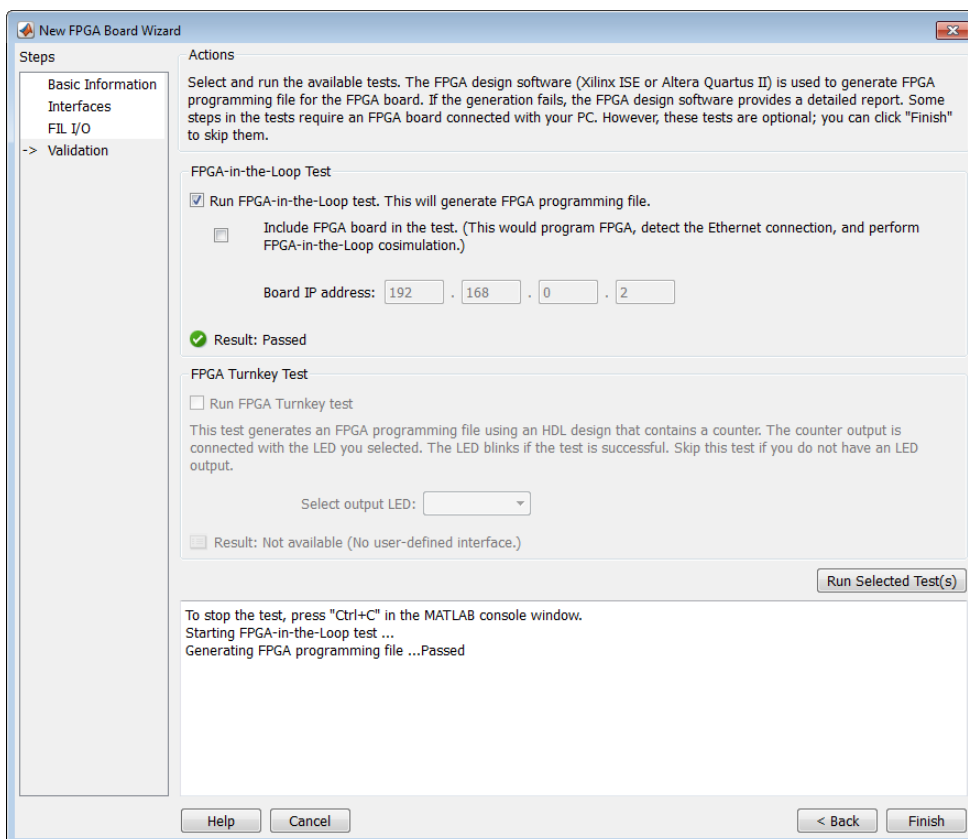 New FPGA Board Wizard
Steps
Basic Information
Interfaces
FIL I/O
-> Validation
Actions
Select and run the available tests. The FPGA design software (Xilinx ISE or Altera Quartus II) is used to generate FPGA
programming file for the FPGA board. If the generation fails, the FPGA design software provides a detailed report. Some
steps in the tests require an FPGA board connected with your PC. However, these tests are optional; you can click "Finish"
to skip them.
FPGA-in-the-Loop Test
Run FPGA-in-the-Loop test. This will generate FPGA programming file.
Include FPGA board in the test. (This would program FPGA, detect the Ethernet connection, and perform
FPGA-in-the-Loop cosimulation.)
Board IP address: 192 . 168 . 0 . 2
Result: Passed
FPGA Turnkey Test
Run FPGA Turnkey test
This test generates an FPGA programming file using an HDL design that contains a counter. The counter output is
connected with the LED you selected. The LED blinks if the test is successful. Skip this test if you do not have an LED
output.
Select output LED:
Result: Not available (No user-defined interface.)
Run Selected Test(s)
To stop the test, press "Ctrl+C" in the MATLAB console window.
Starting FPGA-in-the-Loop test ...
Generating FPGA programming file ...Passed
Help Cancel < Back Finish